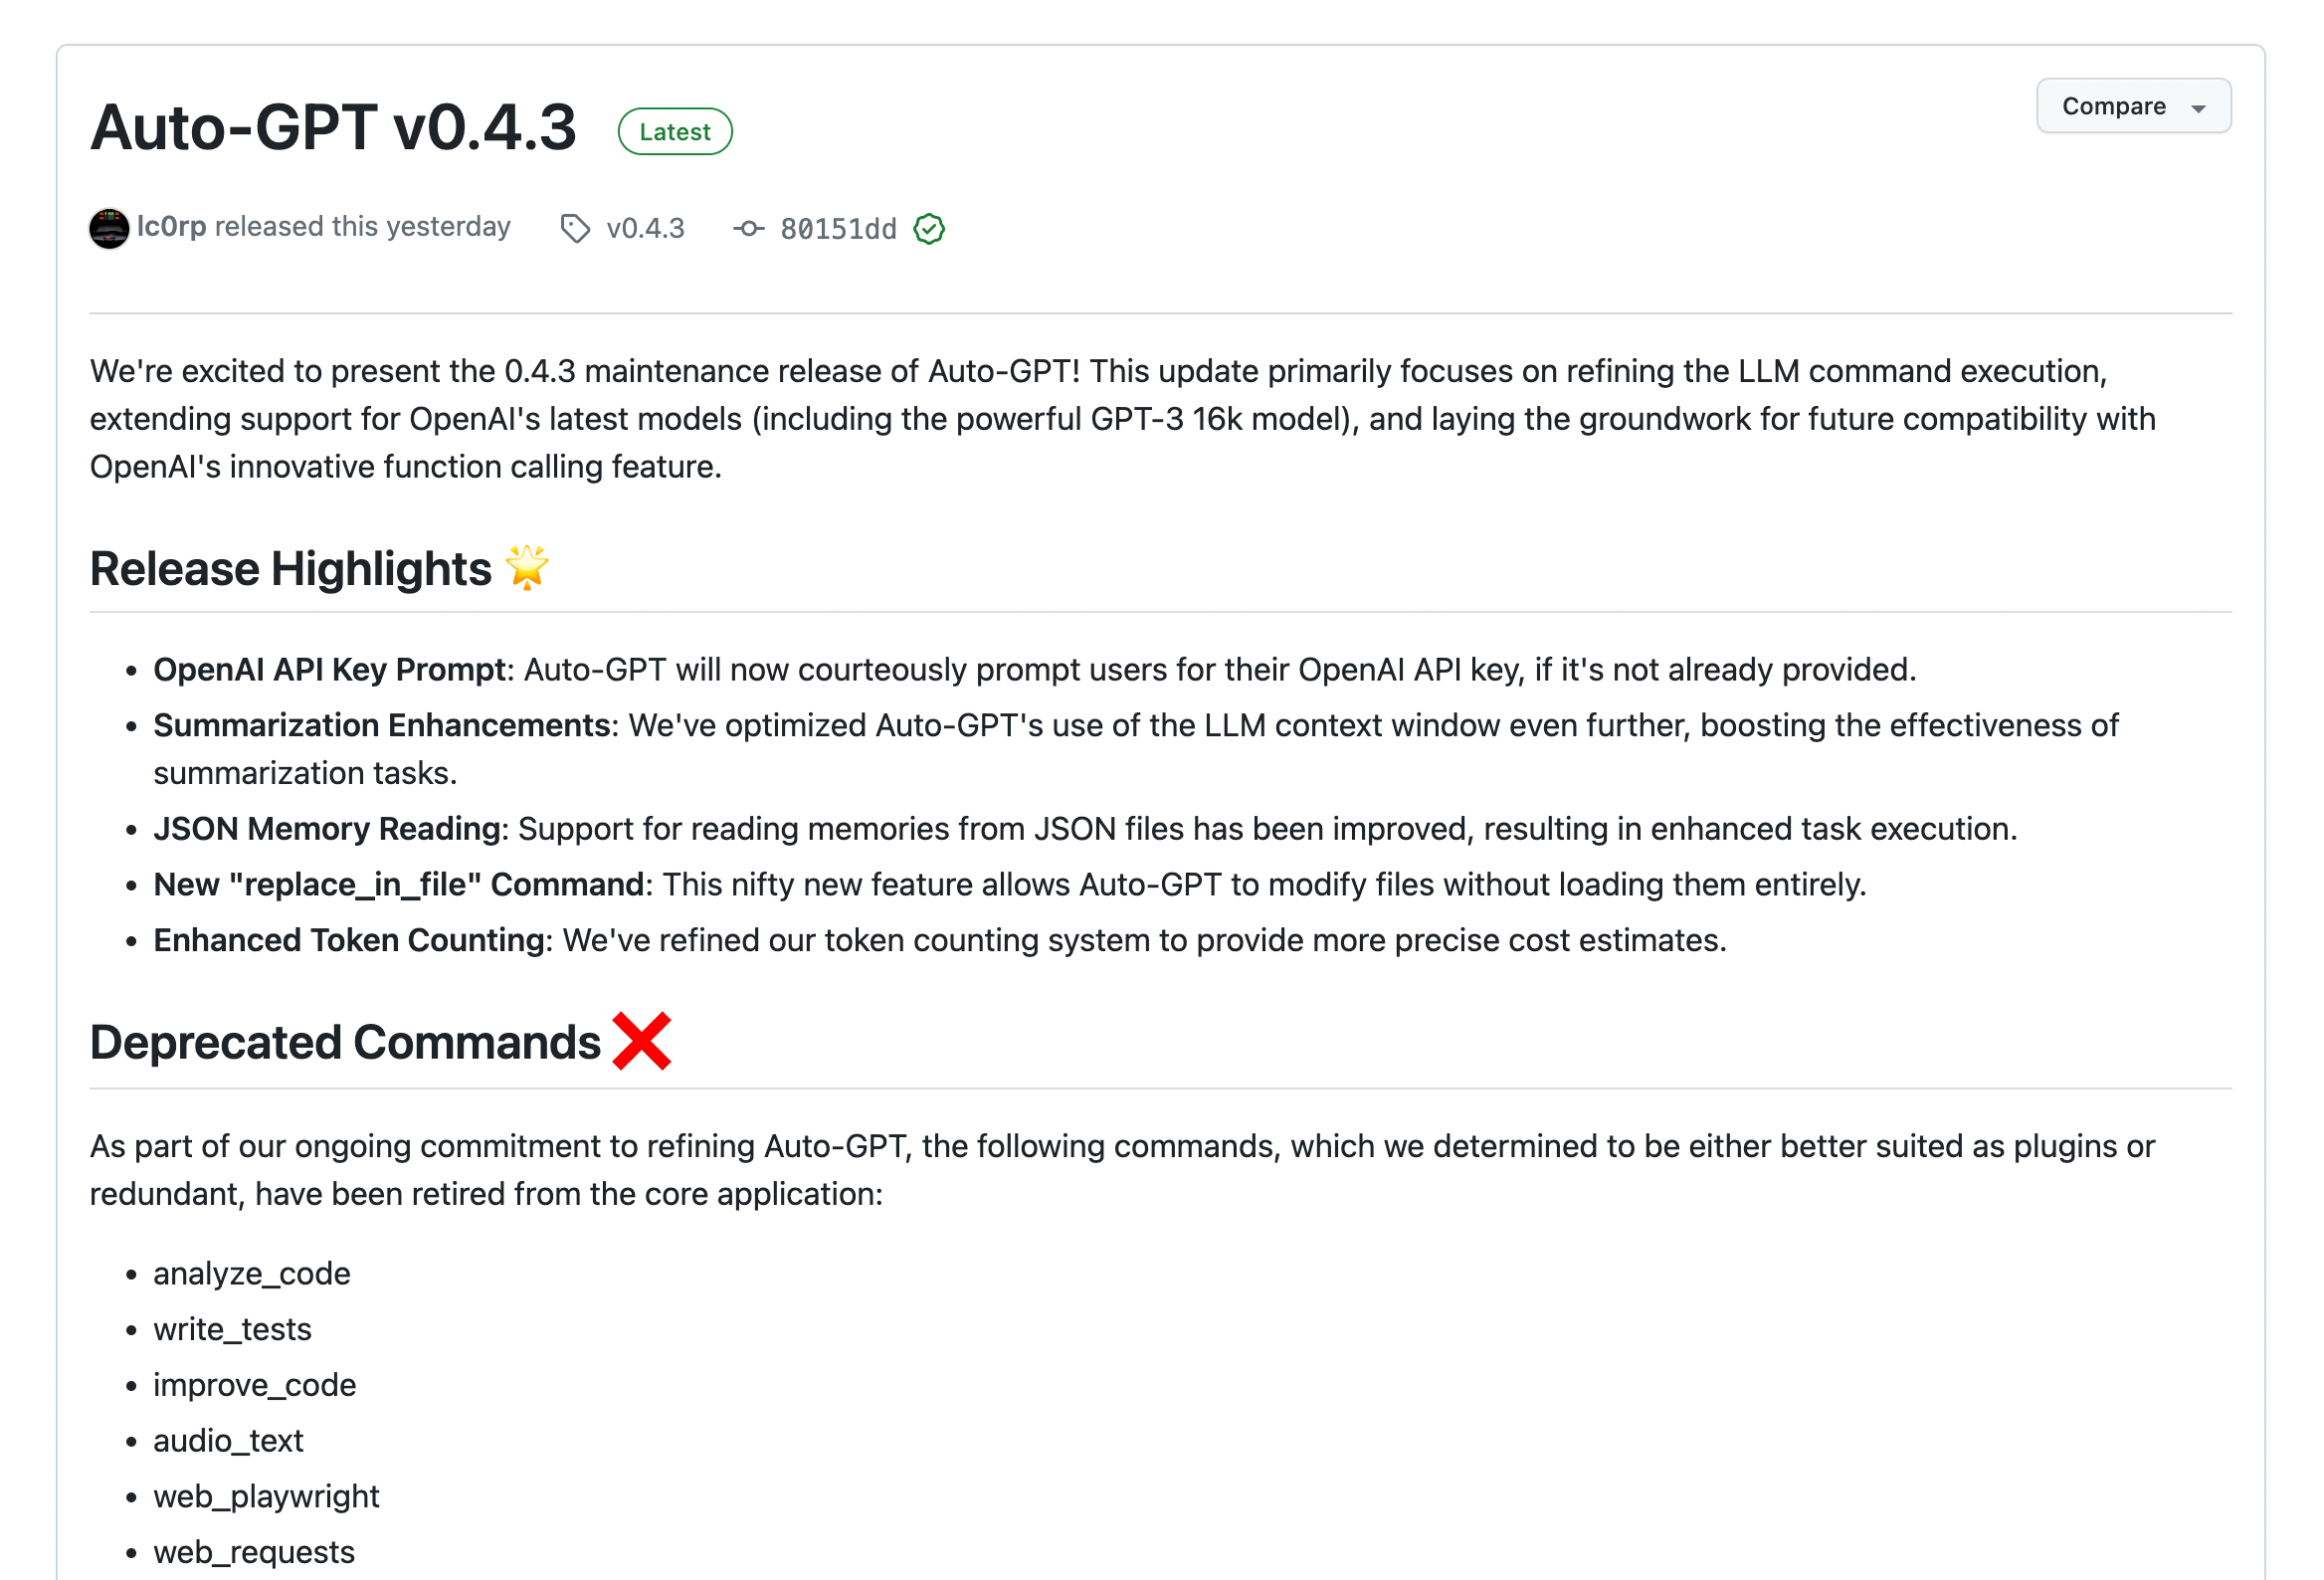 Auto-GPT v0.4.3 Latest Compare
lc0rp released this yesterday v0.4.3 80151dd
We're excited to present the 0.4.3 maintenance release of Auto-GPT! This update primarily focuses on refining the LLM command execution,
extending support for OpenAI's latest models (including the powerful GPT-3 16k model), and laying the groundwork for future compatibility with
OpenAI's innovative function calling feature.
Release Highlights 🌟
• OpenAI API Key Prompt: Auto-GPT will now courteously prompt users for their OpenAI API key, if it's not already provided.
• Summarization Enhancements: We've optimized Auto-GPT's use of the LLM context window even further, boosting the effectiveness of
summarization tasks.
• JSON Memory Reading: Support for reading memories from JSON files has been improved, resulting in enhanced task execution.
• New "replace_in_file" Command: This nifty new feature allows Auto-GPT to modify files without loading them entirely.
• Enhanced Token Counting: We've refined our token counting system to provide more precise cost estimates.
Deprecated Commands ❌
As part of our ongoing commitment to refining Auto-GPT, the following commands, which we determined to be either better suited as plugins or
redundant, have been retired from the core application:
• analyze_code
• write_tests
• improve_code
• audio_text
• web_playwright
• web_requests